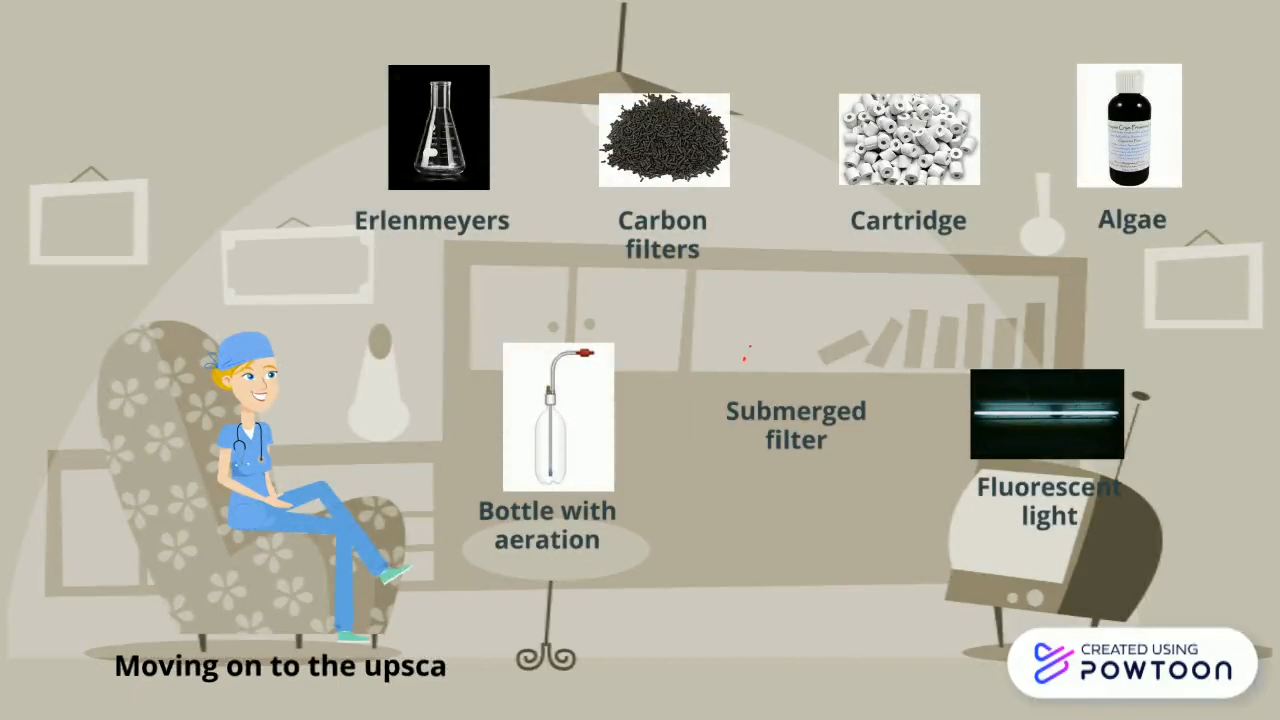 Erlenmeyers
Carbon
filters
Cartridge
Algae
Bottle with
aeration
Submerged
filter
Fluorescent
light
Moving on to the upsca
CREATED USING
POWTOON